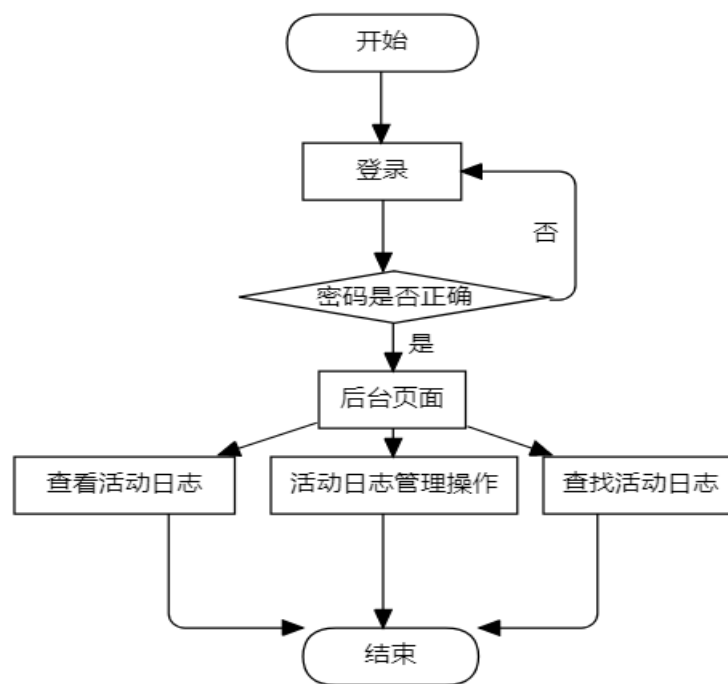 开始
登录
否
密码是否正确
是
后台页面
查看活动日志
活动日志管理操作
查找活动日志
结束